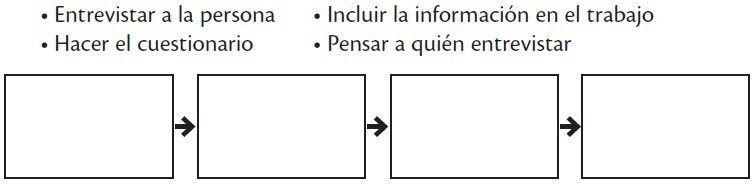 • Entrevistar a la persona
• Hacer el cuestionario
• Incluir la información en el trabajo
• Pensar a quién entrevistar